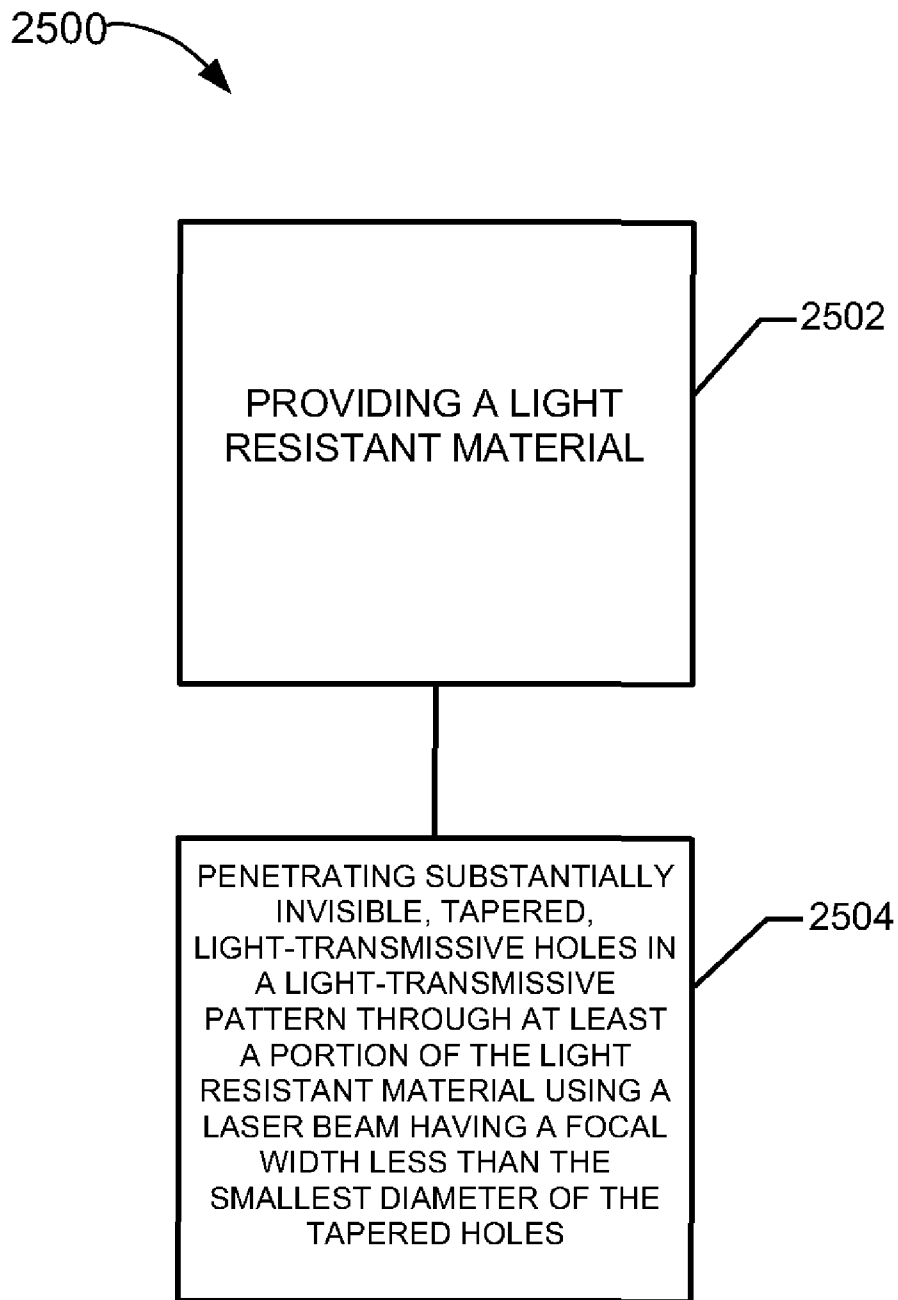 2500
2502
PROVIDING A LIGHT
RESISTANT MATERIAL
PENETRATING SUBSTANTIALLY
INVISIBLE, TAPERED,
LIGHT-TRANSMISSIVE HOLES IN
A LIGHT-TRANSMISSIVE
PATTERN THROUGH AT LEAST
A PORTION OF THE LIGHT
RESISTANT MATERIAL USING A
LASER BEAM HAVING A FOCAL
WIDTH LESS THAN THE
SMALLEST DIAMETER OF THE
TAPERED HOLES
2504